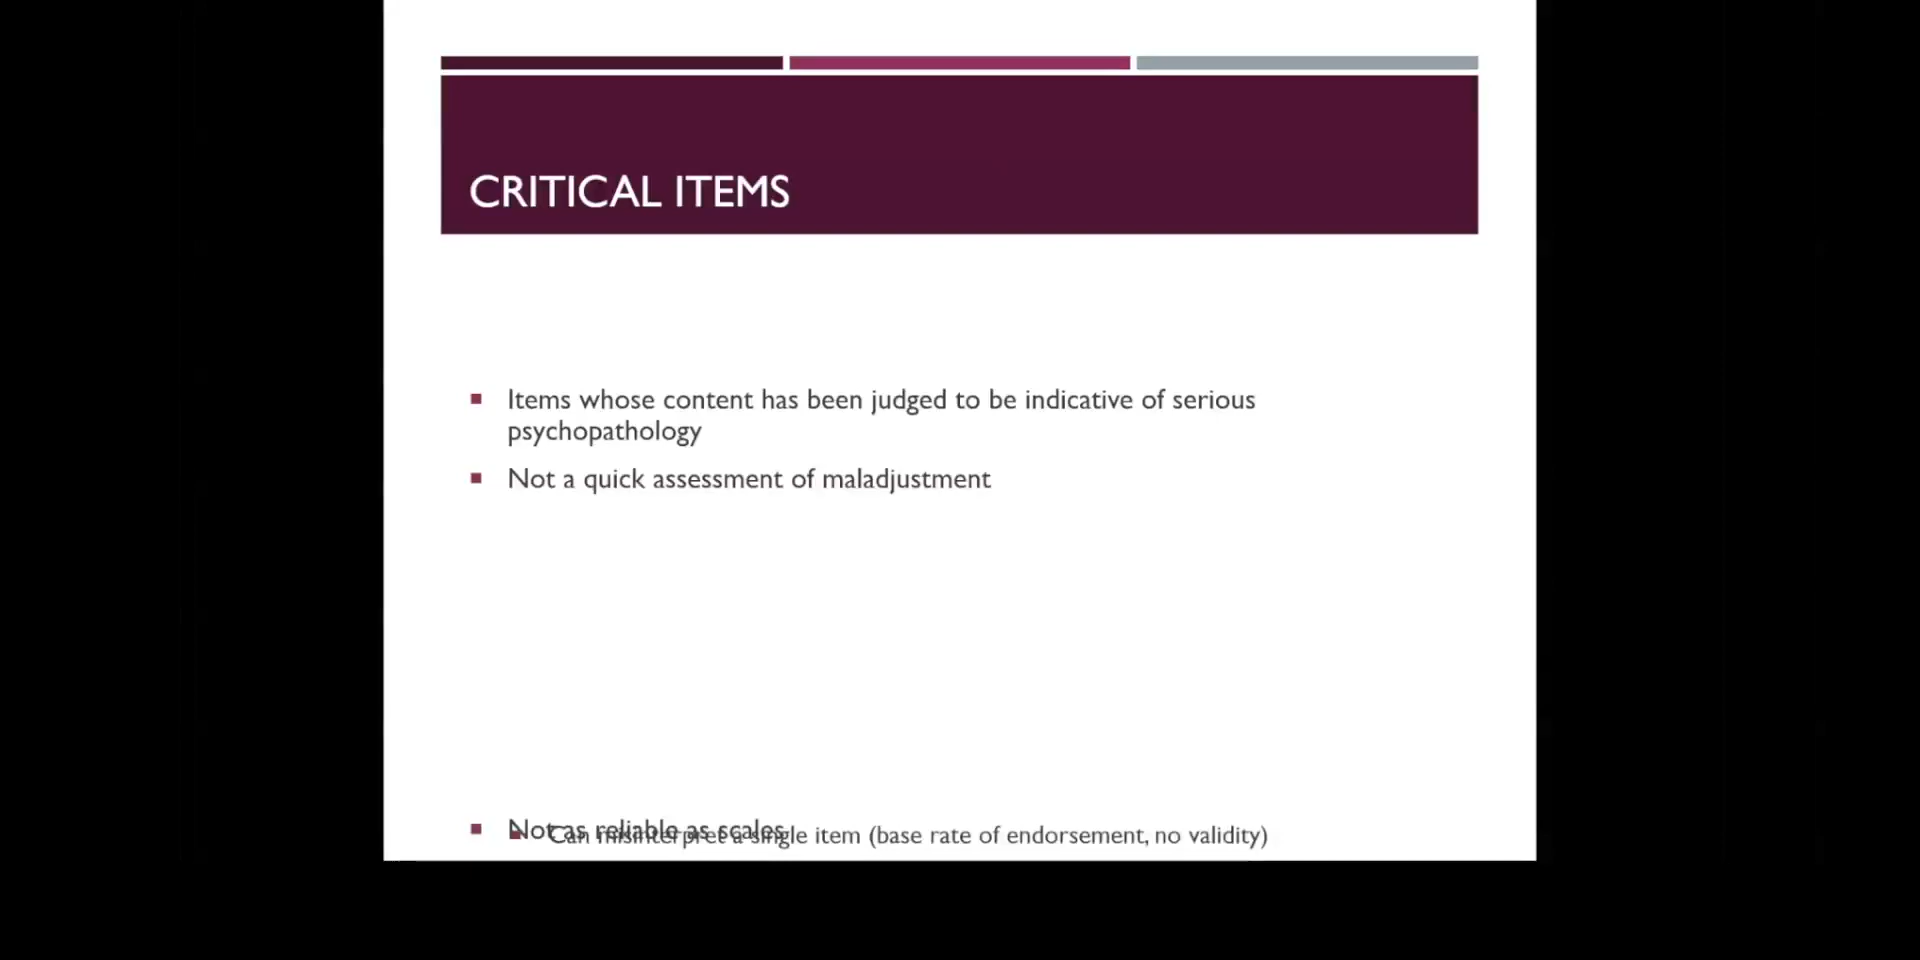 CRITICAL ITEMS
Items whose content has been judged to be indicative of serious
psychopathology
Not a quick assessment of maladjustment
Not as reliable as scales
Can misinterpret a single item (base rate of endorsement, no validity)